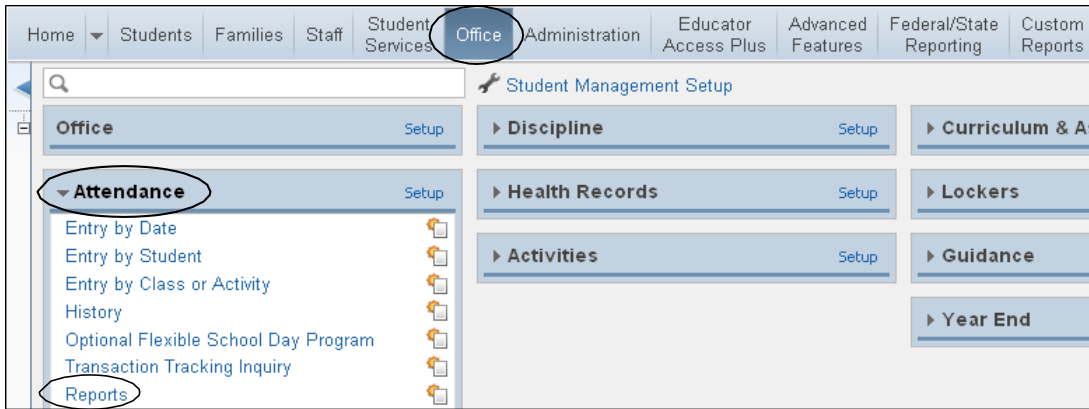 Home Students Families Staff Student Services Office Administration Educator Access Plus Advanced Features Federal/State Reporting Custom Reports
Student Management Setup
Office Setup
Discipline Setup
Curriculum & A
Attendance Setup
Health Records Setup
Lockers
Entry by Date
Entry by Student
Activities Setup
Guidance
Entry by Class or Activity
History
Year End
Optional Flexible School Day Program
Transaction Tracking Inquiry
Reports